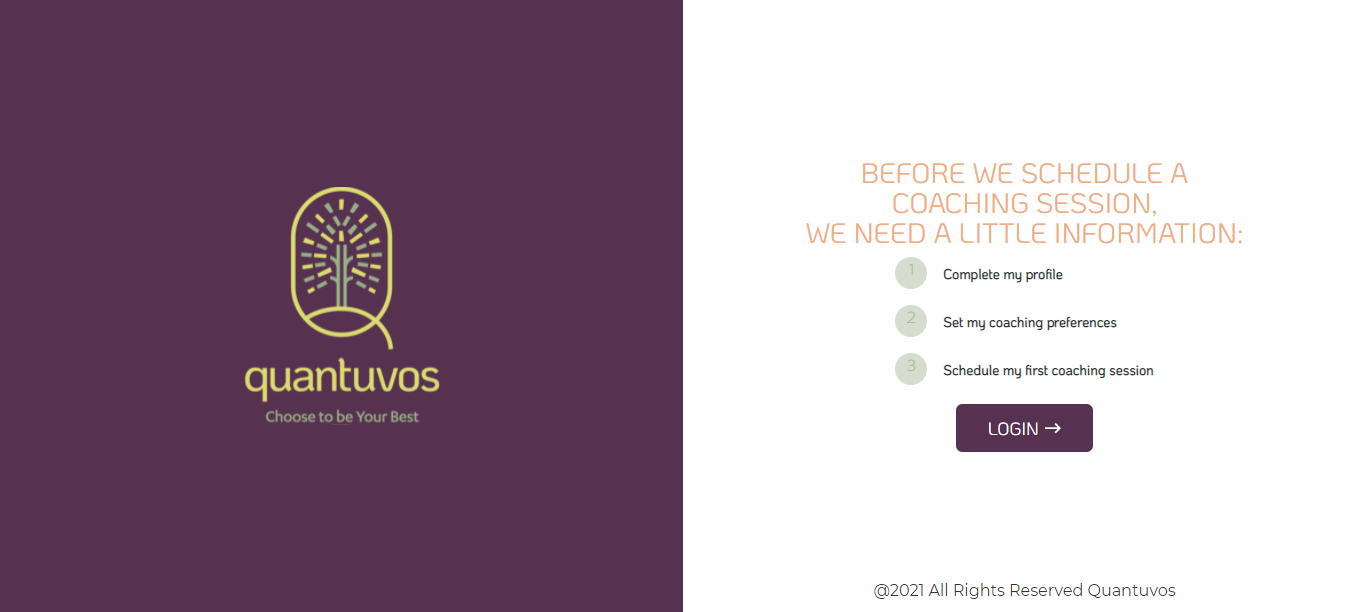 quantuvos
Choose to be Your Best
BEFORE WE SCHEDULE A
COACHING SESSION,
WE NEED A LITTLE INFORMATION:
1 Complete my profile
2 Set my coaching preferences
3 Schedule my first coaching session
LOGIN →
@2021 All Rights Reserved Quantuvos